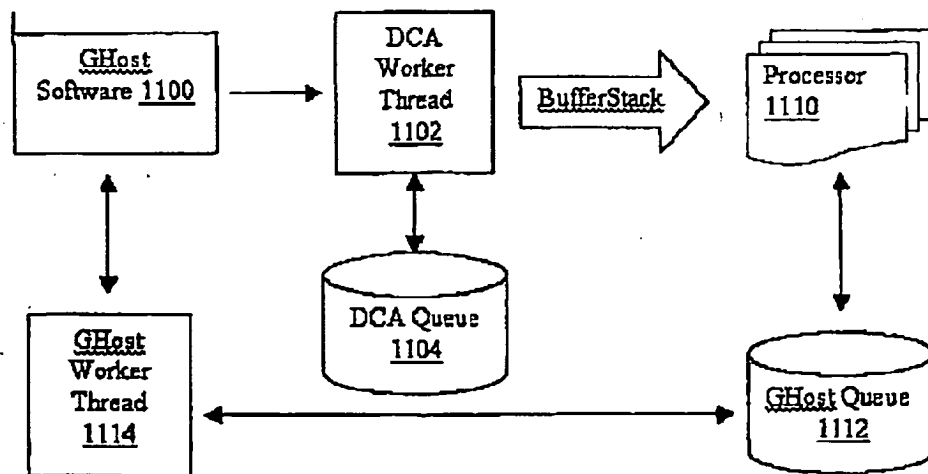 GHost
Software 1100
DCA
Worker
Thread
1102
BufferStack
Processor
1110
DCA Queue
1104
GHost
Worker
Thread
1114
GHost Queue
1112